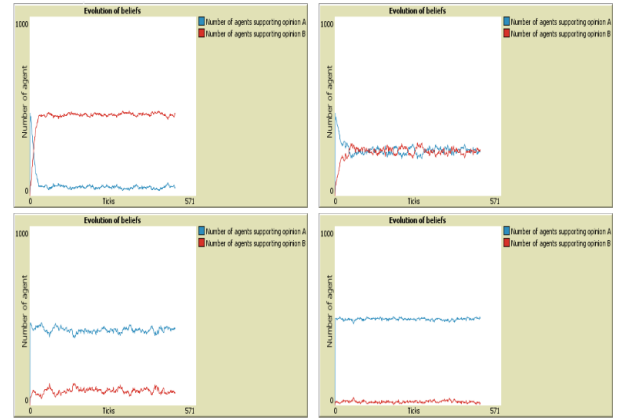 Evolution of beliefs
1000
Number of agents supporting opinion A
Number of agents supporting opinion B
Number of agent
0
0
Ticks
571
Evolution of beliefs
1000
Number of agents supporting opinion A
Number of agents supporting opinion B
Number of agent
0
0
Ticks
571
Evolution of beliefs
1000
Number of agents supporting opinion A
Number of agents supporting opinion B
Number of agent
0
0
Ticks
571
Evolution of beliefs
1000
Number of agents supporting opinion A
Number of agents supporting opinion B
Number of agent
0
0
Ticks
571